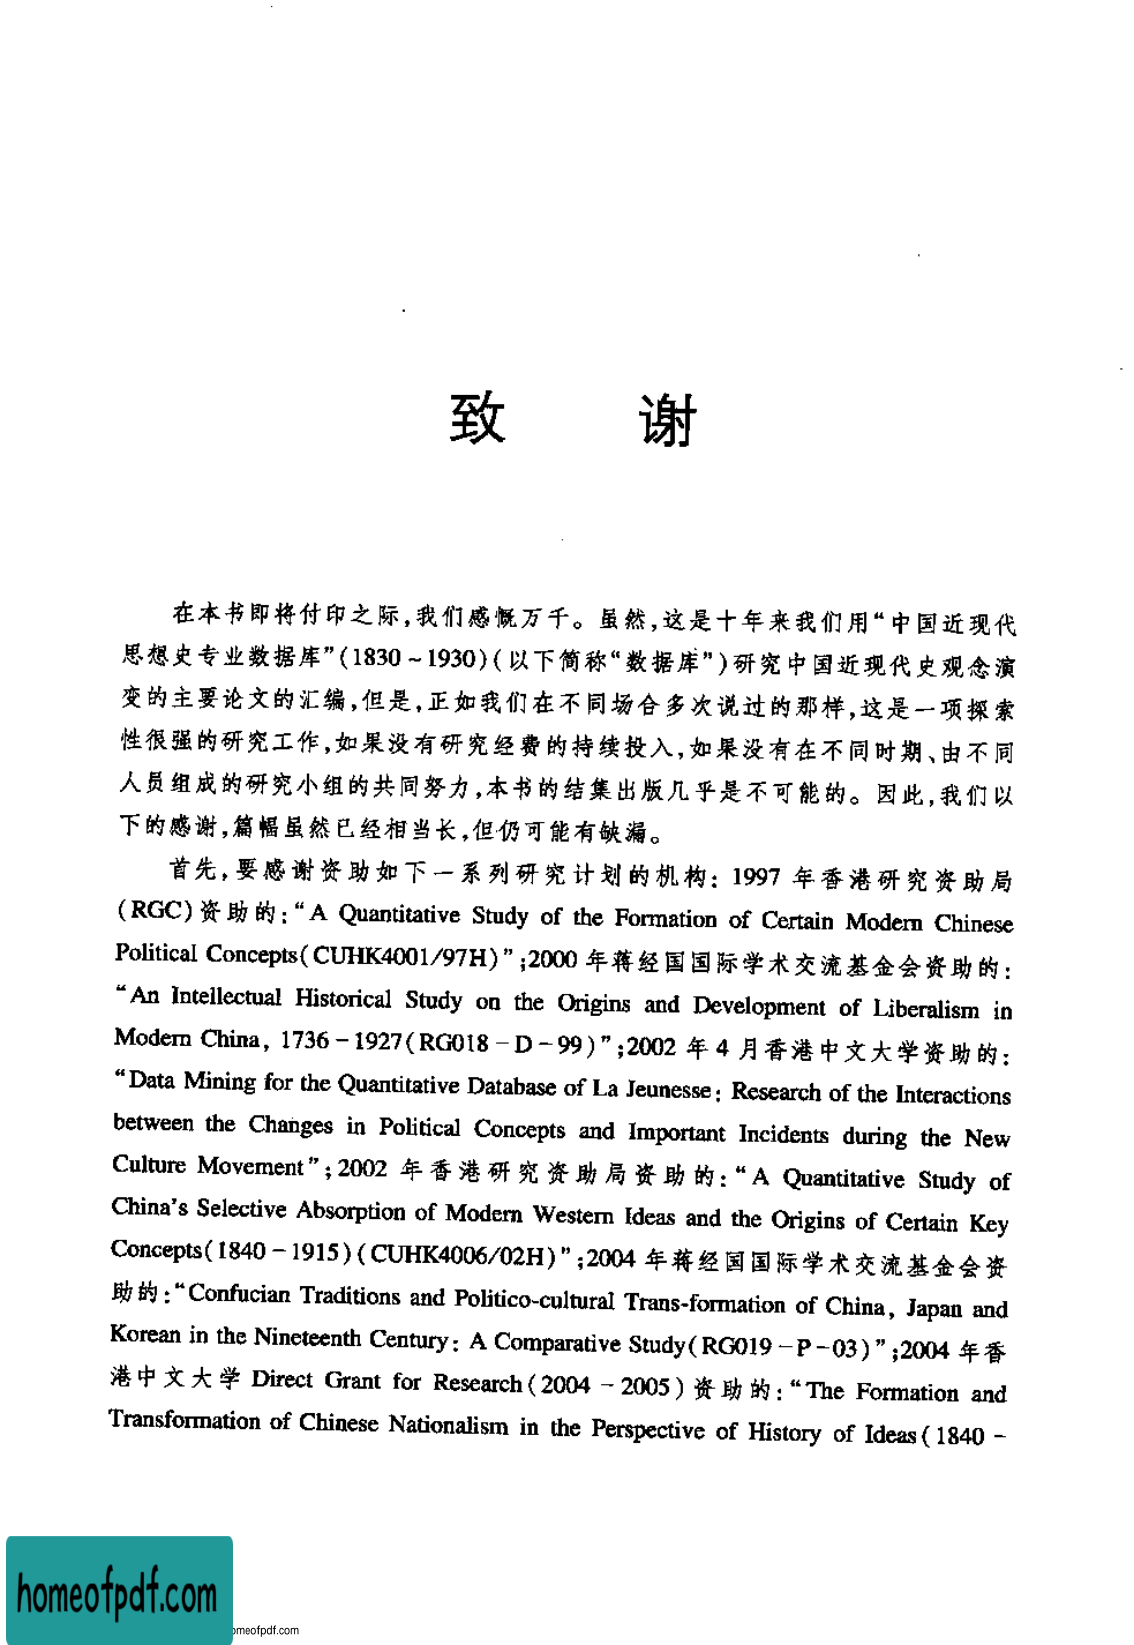 致 谢
在本书即将付印之际,我们感慨万千。虽然,这是十年来我们用“中国近现代
思想史专业数据库”(1830~1930)(以下简称“数据库”)研究中国近现代史观念演
变的主要论文的汇编,但是,正如我们在不同场合多次说过的那样,这是一项探索
性很强的研究工作,如果没有研究经费的持续投入,如果没有在不同时期、由不同
人员组成的研究小组的共同努力,本书的结集出版几乎是不可能的。因此,我们以
下的感谢,篇幅虽然已经相当长,但仍可能有缺漏。
首先,要感谢资助如下一系列研究计划的机构: 1997 年香港研究资助局
(RGC)资助的:“A Quantitative Study of the Formation of Certain Modern Chinese
Political Concepts(CUHK4001/97H)”;2000 年蒋经国国际学术交流基金会资助的:
“An Intellectual Historical Study on the Origins and Development of Liberalism in
Modern China, 1736-1927(RG018-D-99)”;2002 年 4 月香港中文大学资助的:
“Data Mining for the Quantitative Database of La Jeunesse: Research of the Interactions
between the Changes in Political Concepts and Important Incidents during the New
Culture Movement”;2002 年香港研究资助局资助的:“A Quantitative Study of
China's Selective Absorption of Modern Western Ideas and the Origins of Certain Key
Concepts(1840-1915)(CUHK4006/02H)”;2004 年蒋经国国际学术交流基金会资
助的:“Confucian Traditions and Politico-cultural Trans-formation of China, Japan and
Korean in the Nineteenth Century: A Comparative Study(RG019-P-03)”;2004 年香
港中文大学 Direct Grant for Research(2004-2005)资助的:“The Formation and
Transformation of Chinese Nationalism in the Perspective of History of Ideas(1840-
homeofpdf.com
omeofpdf.com